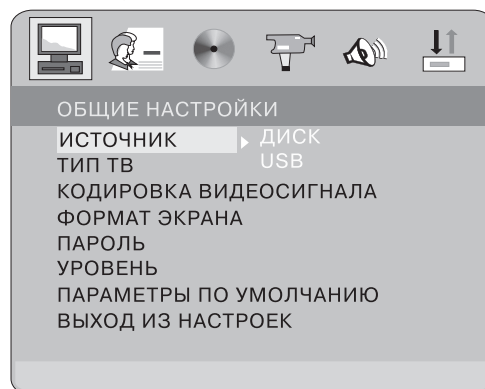 ОБЩИЕ НАСТРОЙКИ
ИСТОЧНИК ДИСК
ТИП ТВ USB
КОДИРОВКА ВИДЕОСИГНАЛА
ФОРМАТ ЭКРАНА
ПАРОЛЬ
УРОВЕНЬ
ПАРАМЕТРЫ ПО УМОЛЧАНИЮ
ВЫХОД ИЗ НАСТРОЕК